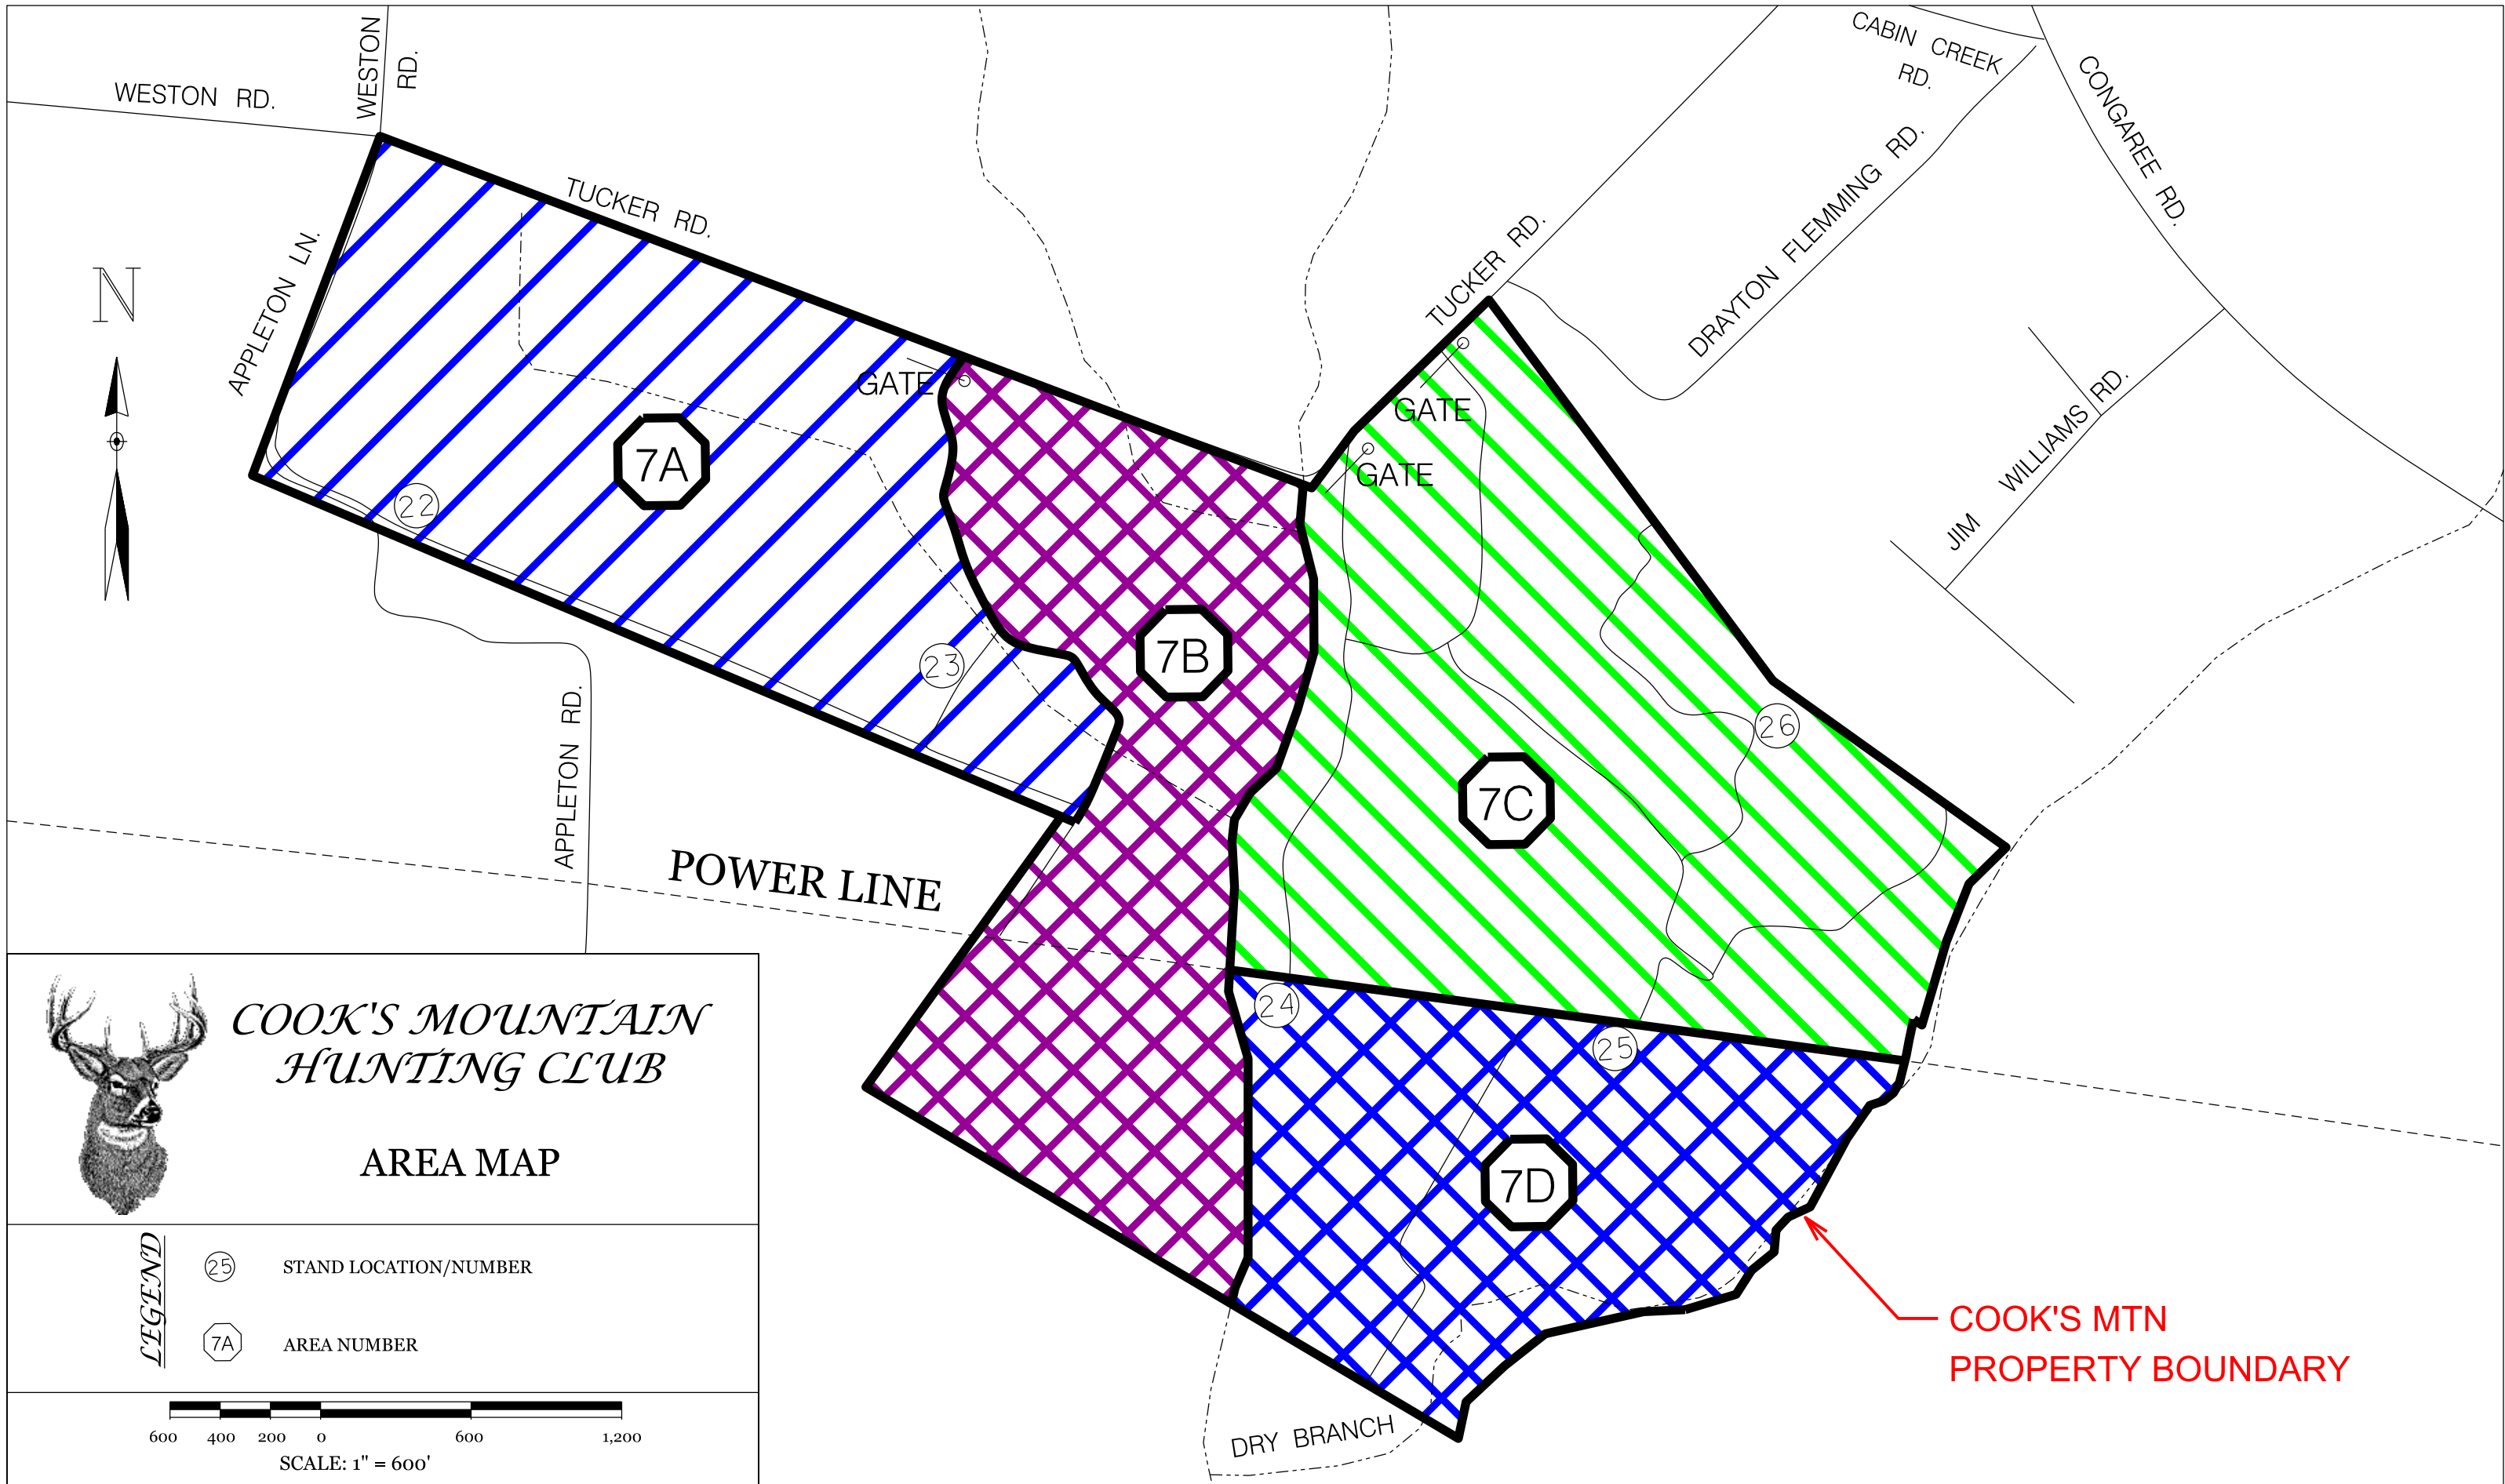 WESTON RD.
WESTON
RD.
CABIN CREEK
RD.
CONGAREE RD.
TUCKER RD.
TUCKER RD.
DRAYTON FLEMMING RD.
N
APPLETON LN.
GATE
GATE
GATE
JIM WILLIAMS RD.
7A
22
23
7B
26
7C
APPLETON RD.
POWER LINE
24
25
7D
COOK'S MOUNTAIN
HUNTING CLUB
AREA MAP
LEGEND
25 STAND LOCATION/NUMBER
7A AREA NUMBER
600 400 200 0 600 1,200
SCALE: 1" = 600'
COOK'S MTN
PROPERTY BOUNDARY
DRY BRANCH